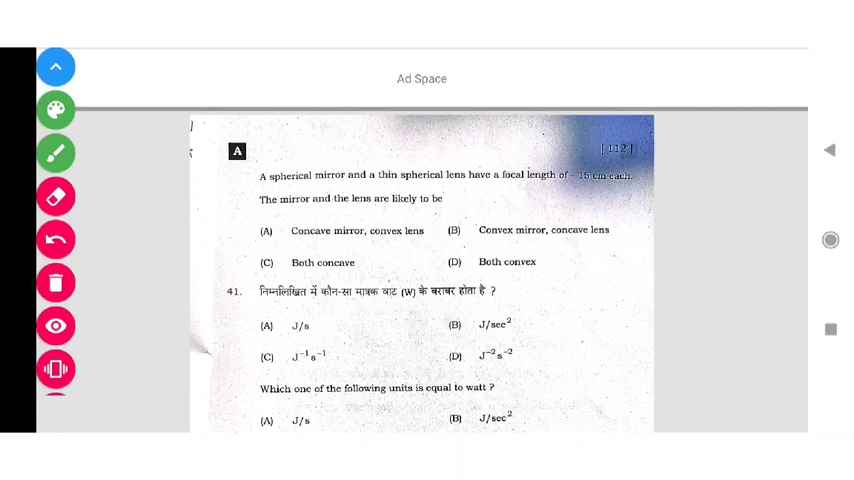 Ad Space
A
[ 112 ]
A spherical mirror and a thin spherical lens have a focal length of – 15 cm each.
The mirror and the lens are likely to be
(A) Concave mirror, convex lens (B) Convex mirror, concave lens
(C) Both concave (D) Both convex
41. निम्नलिखित में कौन-सा मात्रक वाट (W) के बराबर होता है ?
(A) J/s (B) J/sec²
(C) J⁻¹ s⁻¹ (D) J⁻² s⁻²
Which one of the following units is equal to watt ?
(A) J/s (B) J/sec²